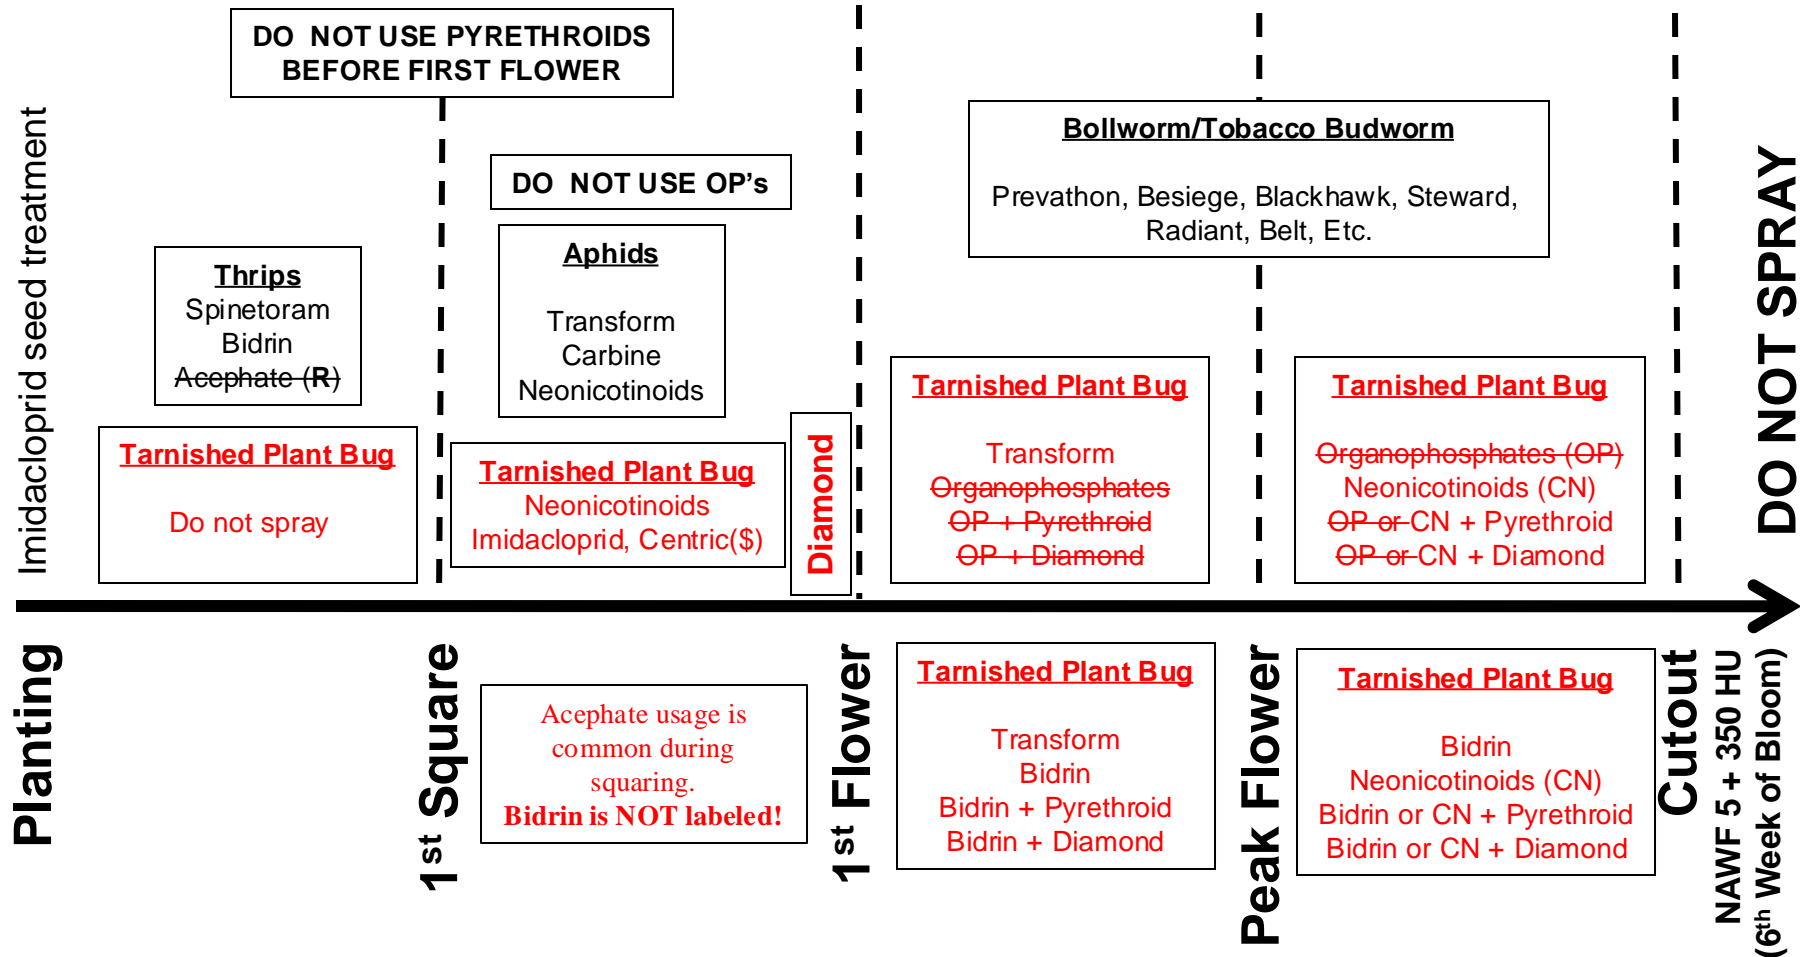 DO  NOT USE PYRETHROIDS
BEFORE FIRST FLOWER
Imidacloprid seed treatment
Thrips
Spinetoram
Bidrin
Acephate (R)
Tarnished Plant Bug
Do not spray
DO  NOT USE OP’s
Aphids
Transform
Carbine
Neonicotinoids
Tarnished Plant Bug
Neonicotinoids
Imidacloprid, Centric($)
Diamond
Bollworm/Tobacco Budworm
Prevathon, Besiege, Blackhawk, Steward,
Radiant, Belt, Etc.
Tarnished Plant Bug
Transform
Organophosphates
OP + Pyrethroid
OP + Diamond
Tarnished Plant Bug
Organophosphates (OP)
Neonicotinoids (CN)
OP or CN + Pyrethroid
OP or CN + Diamond
DO NOT SPRAY
Planting
1st Square
Acephate usage is
common during
squaring.
Bidrin is NOT labeled!
1st Flower
Tarnished Plant Bug
Transform
Bidrin
Bidrin + Pyrethroid
Bidrin + Diamond
Peak Flower
Tarnished Plant Bug
Bidrin
Neonicotinoids (CN)
Bidrin or CN + Pyrethroid
Bidrin or CN + Diamond
Cutout
NAWF 5 + 350 HU
(6th Week of Bloom)